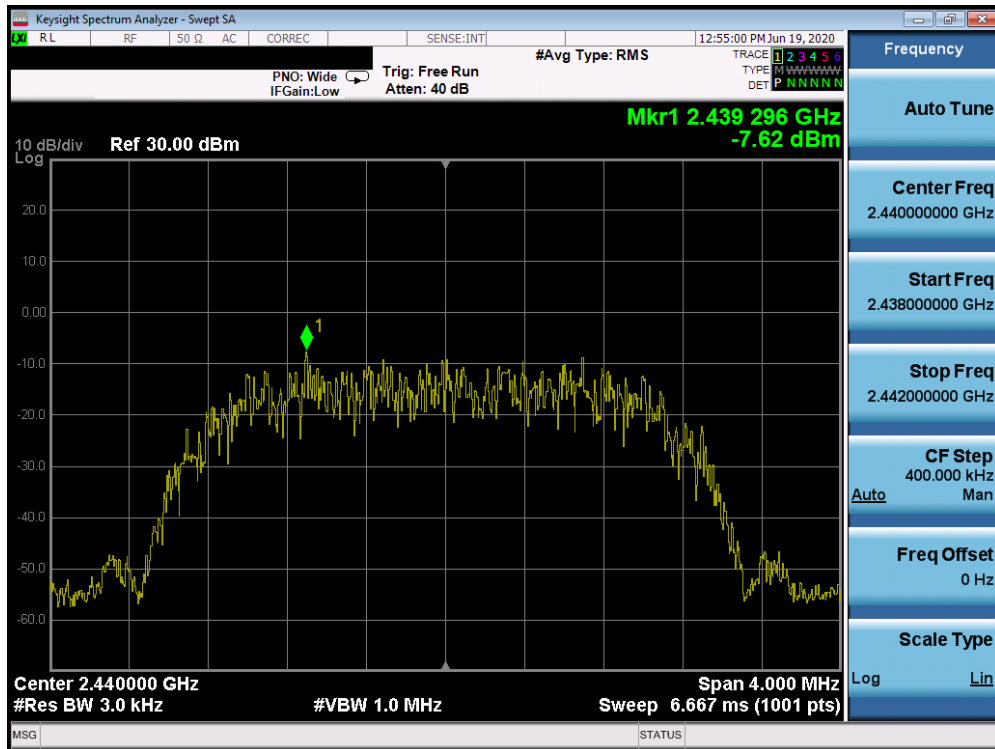 Keysight Spectrum Analyzer - Swept SA
LXI RL RF 50 Ω AC CORREC SENSE:INT 12:55:00 PM Jun 19, 2020
#Avg Type: RMS TRACE 1 2 3 4 5 6
PNO: Wide Trig: Free Run TYPE M WWWWW
IFGain:Low Atten: 40 dB DET P N N N N N
Mkr1 2.439 296 GHz
-7.62 dBm
10 dB/div Ref 30.00 dBm
Log
20.0
10.0
0.00
-10.0
-20.0
-30.0
-40.0
-50.0
-60.0
1
Center 2.440000 GHz Span 4.000 MHz
#Res BW 3.0 kHz #VBW 1.0 MHz Sweep 6.667 ms (1001 pts)
MSG STATUS
Frequency
Auto Tune
Center Freq
2.440000000 GHz
Start Freq
2.438000000 GHz
Stop Freq
2.442000000 GHz
CF Step
400.000 kHz
Auto Man
Freq Offset
0 Hz
Scale Type
Log Lin